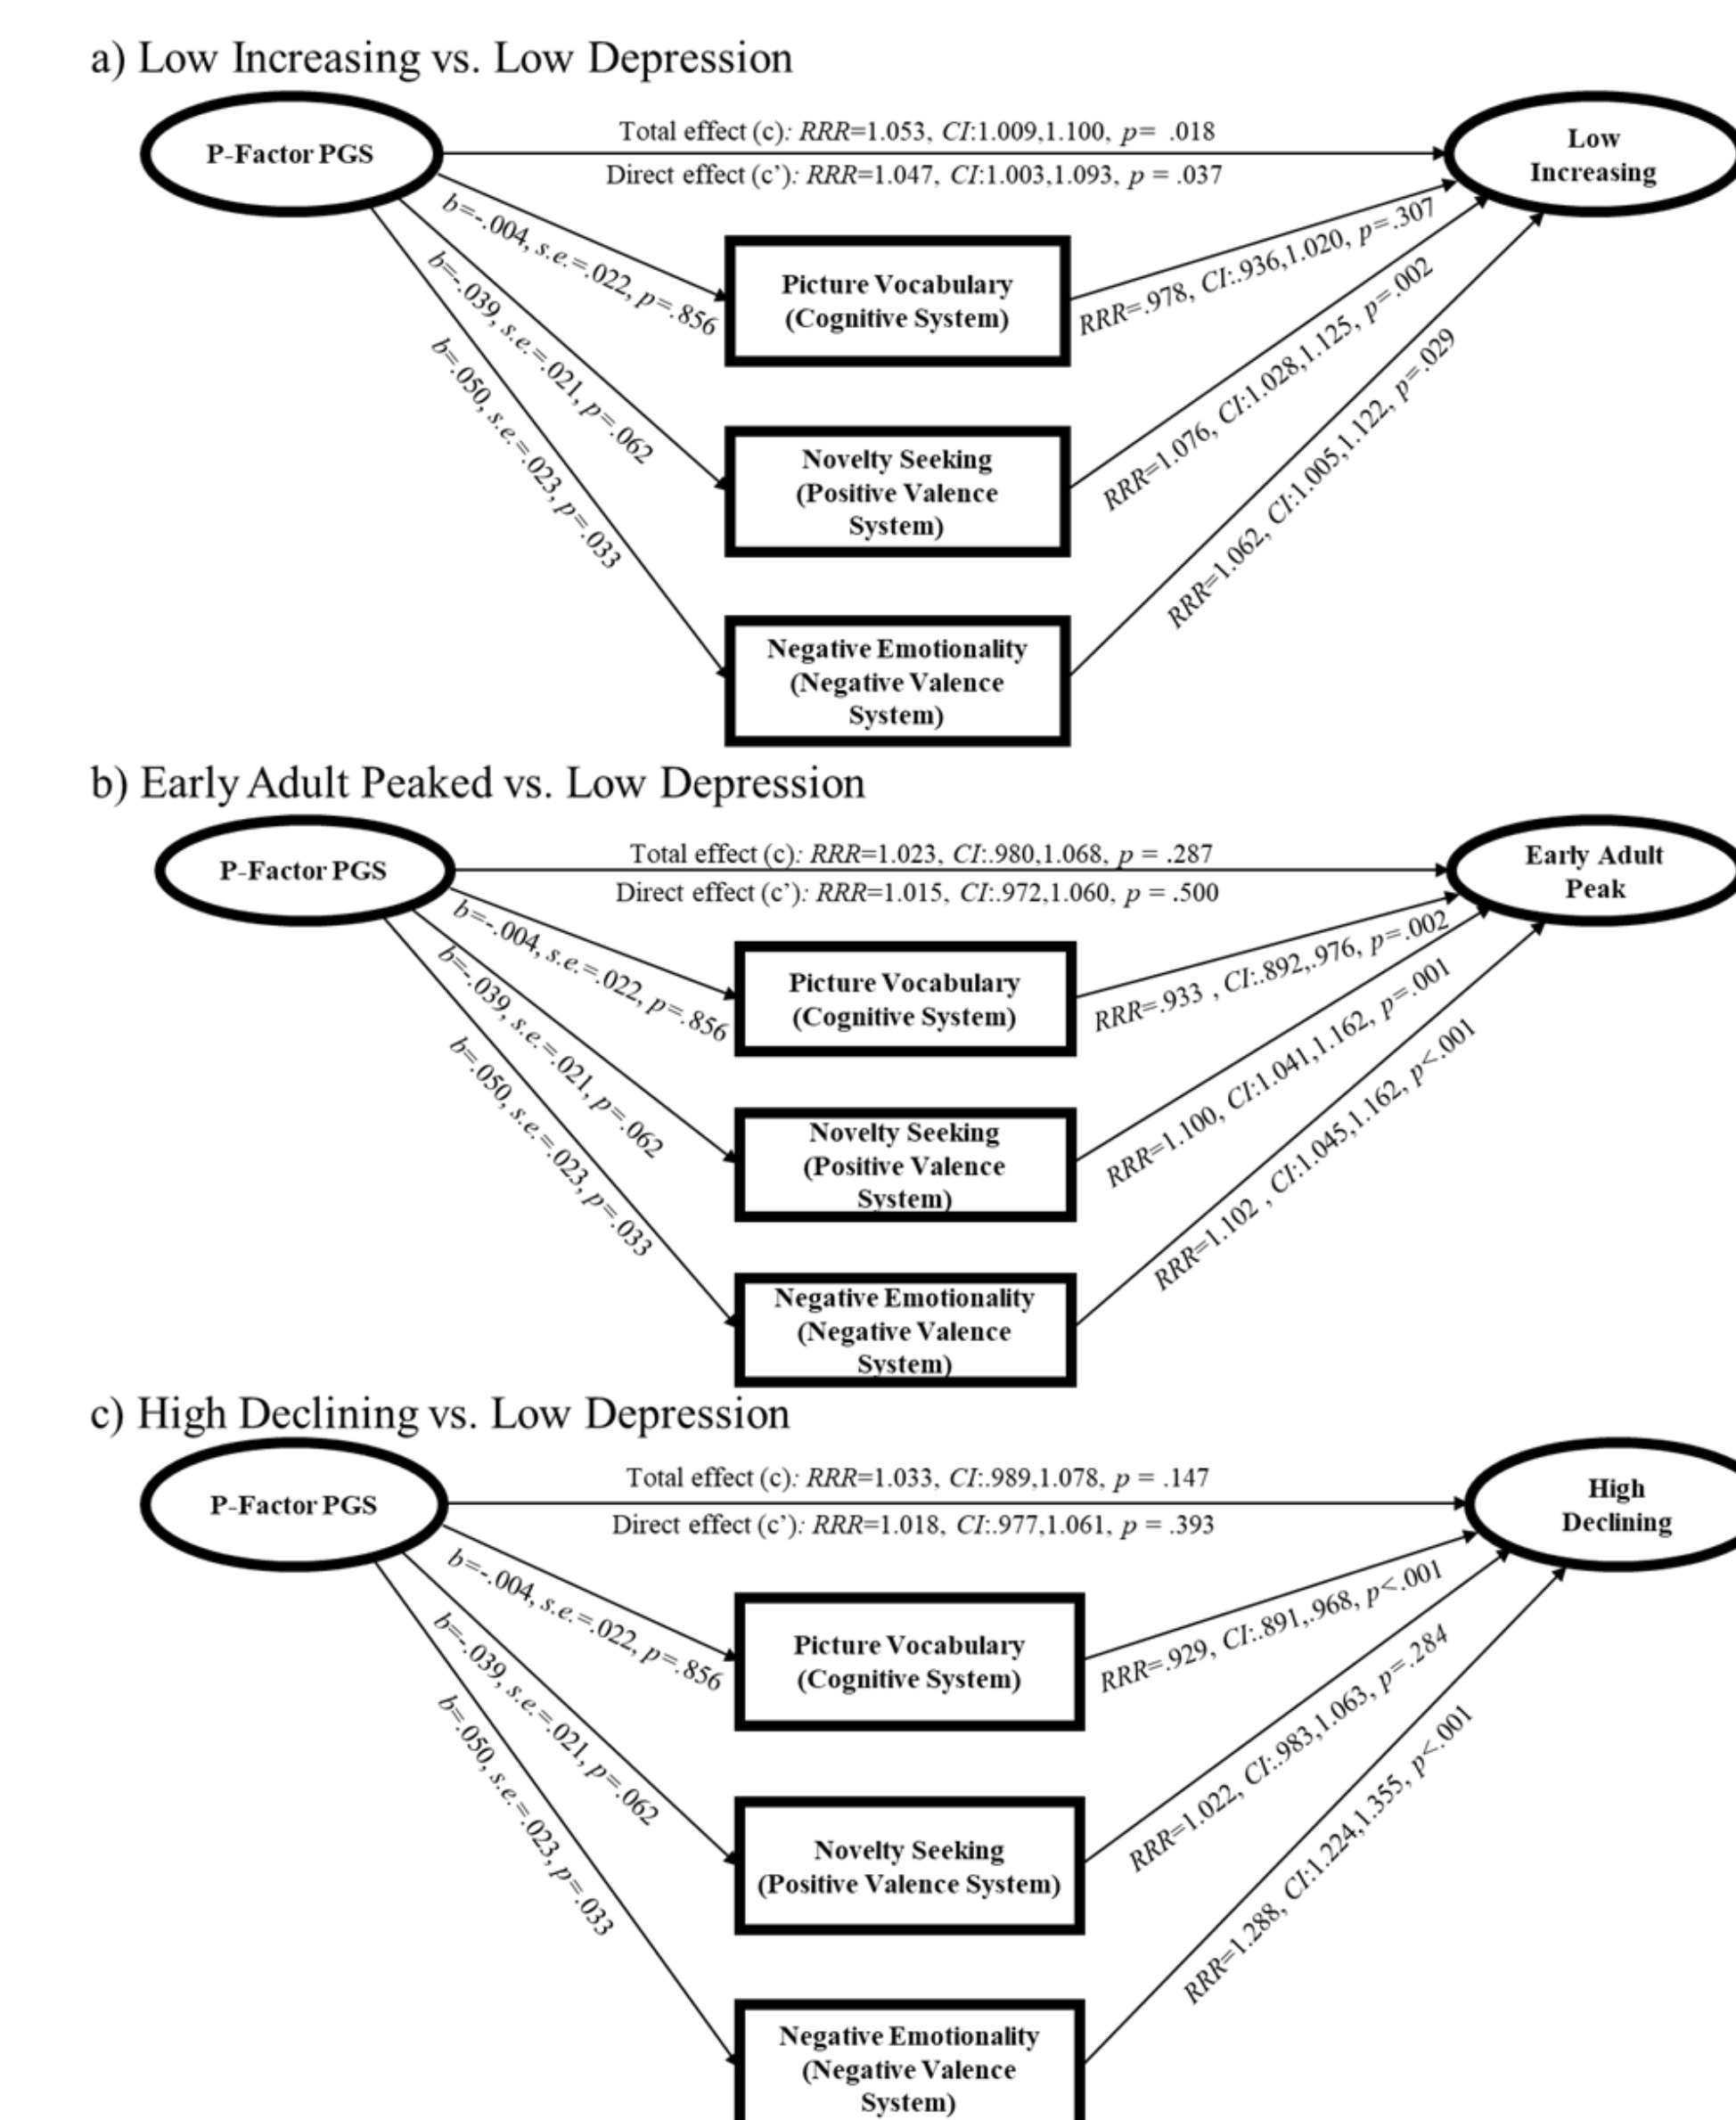 a) Low Increasing vs. Low Depression
P-Factor PGS
Total effect (c): RRR=1.053, CI:1.009,1.100, p= .018
Direct effect (c’): RRR=1.047, CI:1.003,1.093, p = .037
Low
Increasing
b=-.004, s.e.=.022, p=.856
b=-.039, s.e.=.021, p=.062
b=.050, s.e.=.023, p=.033
Picture Vocabulary
(Cognitive System)
Novelty Seeking
(Positive Valence
System)
Negative Emotionality
(Negative Valence
System)
RRR=.978, CI:.936,1.020, p=.307
RRR=1.076, CI:1.028,1.125, p=.002
RRR=1.062, CI:1.005,1.122, p=.029
b) Early Adult Peaked vs. Low Depression
P-Factor PGS
Total effect (c): RRR=1.023, CI:.980,1.068, p = .287
Direct effect (c’): RRR=1.015, CI:.972,1.060, p = .500
Early Adult
Peak
b=-.004, s.e.=.022, p=.856
b=-.039, s.e.=.021, p=.062
b=.050, s.e.=.023, p=.033
Picture Vocabulary
(Cognitive System)
Novelty Seeking
(Positive Valence
System)
Negative Emotionality
(Negative Valence
System)
RRR=.933 , CI:.892,.976, p=.002
RRR=1.100, CI:1.041,1.162, p=.001
RRR=1.102 , CI:1.045,1.162, p<.001
c) High Declining vs. Low Depression
P-Factor PGS
Total effect (c): RRR=1.033, CI:.989,1.078, p = .147
Direct effect (c’): RRR=1.018, CI:.977,1.061, p = .393
High
Declining
b=-.004, s.e.=.022, p=.856
b=-.039, s.e.=.021, p=.062
b=.050, s.e.=.023, p=.033
Picture Vocabulary
(Cognitive System)
Novelty Seeking
(Positive Valence System)
Negative Emotionality
(Negative Valence
System)
RRR=.929, CI:.891,.968, p<.001
RRR=1.022, CI:.983,1.063, p=.284
RRR=1.288, CI:1.224,1.355, p<.001